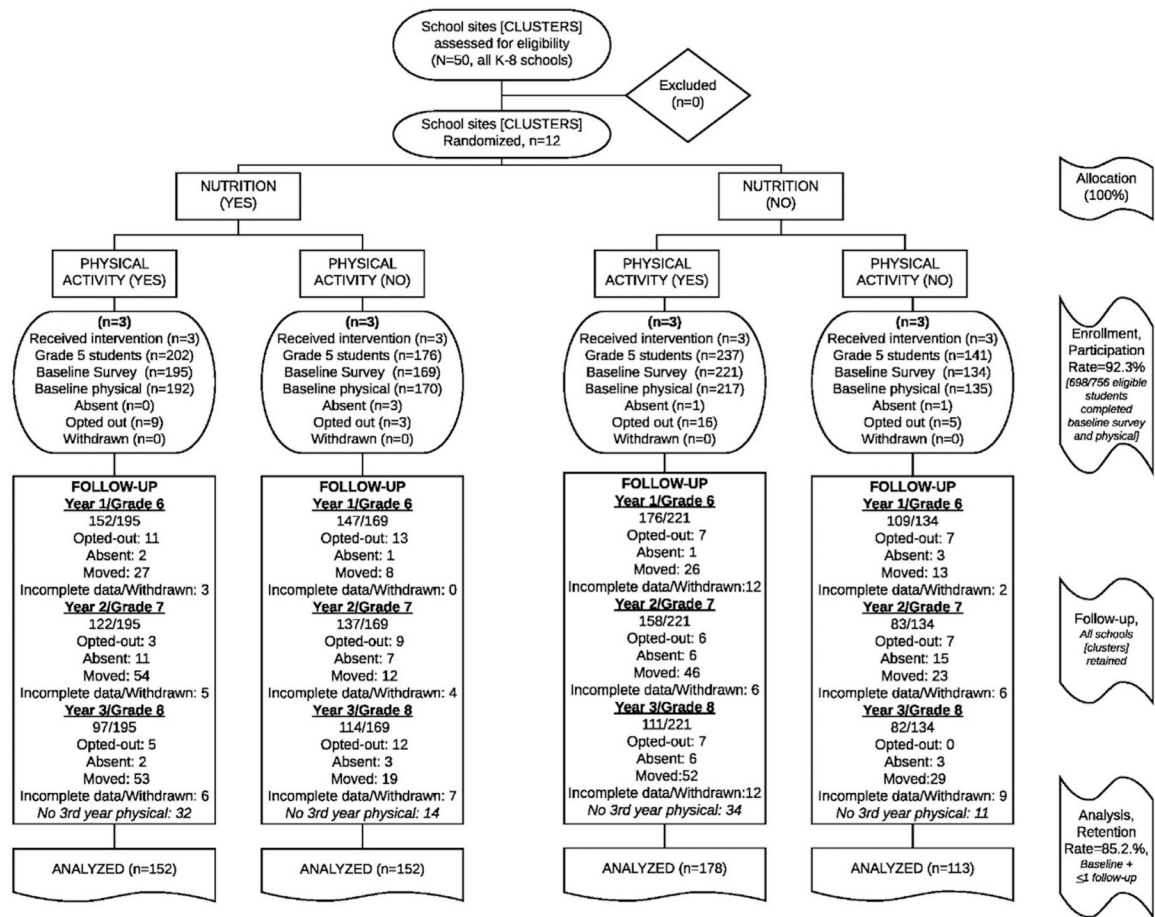 School sites [CLUSTERS]
assessed for eligibility
(N=50, all K-8 schools)
Excluded
(n=0)
School sites [CLUSTERS]
Randomized, n=12
NUTRITION
(YES)
NUTRITION
(NO)
Allocation
(100%)
PHYSICAL
ACTIVITY (YES)
PHYSICAL
ACTIVITY (NO)
PHYSICAL
ACTIVITY (YES)
PHYSICAL
ACTIVITY (NO)
(n=3)
Received intervention (n=3)
Grade 5 students (n=202)
Baseline Survey (n=195)
Baseline physical (n=192)
Absent (n=0)
Opted out (n=9)
Withdrawn (n=0)
(n=3)
Received intervention (n=3)
Grade 5 students (n=176)
Baseline Survey (n=169)
Baseline physical (n=170)
Absent (n=3)
Opted out (n=3)
Withdrawn (n=0)
(n=3)
Received intervention (n=3)
Grade 5 students (n=237)
Baseline Survey (n=221)
Baseline physical (n=217)
Absent (n=1)
Opted out (n=16)
Withdrawn (n=0)
(n=3)
Received intervention (n=3)
Grade 5 students (n=141)
Baseline Survey (n=134)
Baseline physical (n=135)
Absent (n=1)
Opted out (n=5)
Withdrawn (n=0)
Enrollment,
Participation
Rate=92.3%
[698/756 eligible
students
completed
baseline survey
and physical]
FOLLOW-UP
Year 1/Grade 6
152/195
Opted-out: 11
Absent: 2
Moved: 27
Incomplete data/Withdrawn: 3
Year 2/Grade 7
122/195
Opted-out: 3
Absent: 11
Moved: 54
Incomplete data/Withdrawn: 5
Year 3/Grade 8
97/195
Opted-out: 5
Absent: 2
Moved: 53
Incomplete data/Withdrawn: 6
No 3rd year physical: 32
FOLLOW-UP
Year 1/Grade 6
147/169
Opted-out: 13
Absent: 1
Moved: 8
Incomplete data/Withdrawn: 0
Year 2/Grade 7
137/169
Opted-out: 9
Absent: 7
Moved: 12
Incomplete data/Withdrawn: 4
Year 3/Grade 8
114/169
Opted-out: 12
Absent: 3
Moved: 19
Incomplete data/Withdrawn: 7
No 3rd year physical: 14
FOLLOW-UP
Year 1/Grade 6
176/221
Opted-out: 7
Absent: 1
Moved: 26
Incomplete data/Withdrawn:12
Year 2/Grade 7
158/221
Opted-out: 6
Absent: 6
Moved: 46
Incomplete data/Withdrawn: 6
Year 3/Grade 8
111/221
Opted-out: 7
Absent: 6
Moved:52
Incomplete data/Withdrawn:12
No 3rd year physical: 34
FOLLOW-UP
Year 1/Grade 6
109/134
Opted-out: 7
Absent: 3
Moved: 13
Incomplete data/Withdrawn: 2
Year 2/Grade 7
83/134
Opted-out: 7
Absent: 15
Moved: 23
Incomplete data/Withdrawn: 6
Year 3/Grade 8
82/134
Opted-out: 0
Absent: 3
Moved:29
Incomplete data/Withdrawn: 9
No 3rd year physical: 11
Follow-up,
All schools
[clusters]
retained
Analysis,
Retention
Rate=85.2.%,
Baseline +
≤1 follow-up
ANALYZED (n=152)
ANALYZED (n=152)
ANALYZED (n=178)
ANALYZED (n=113)